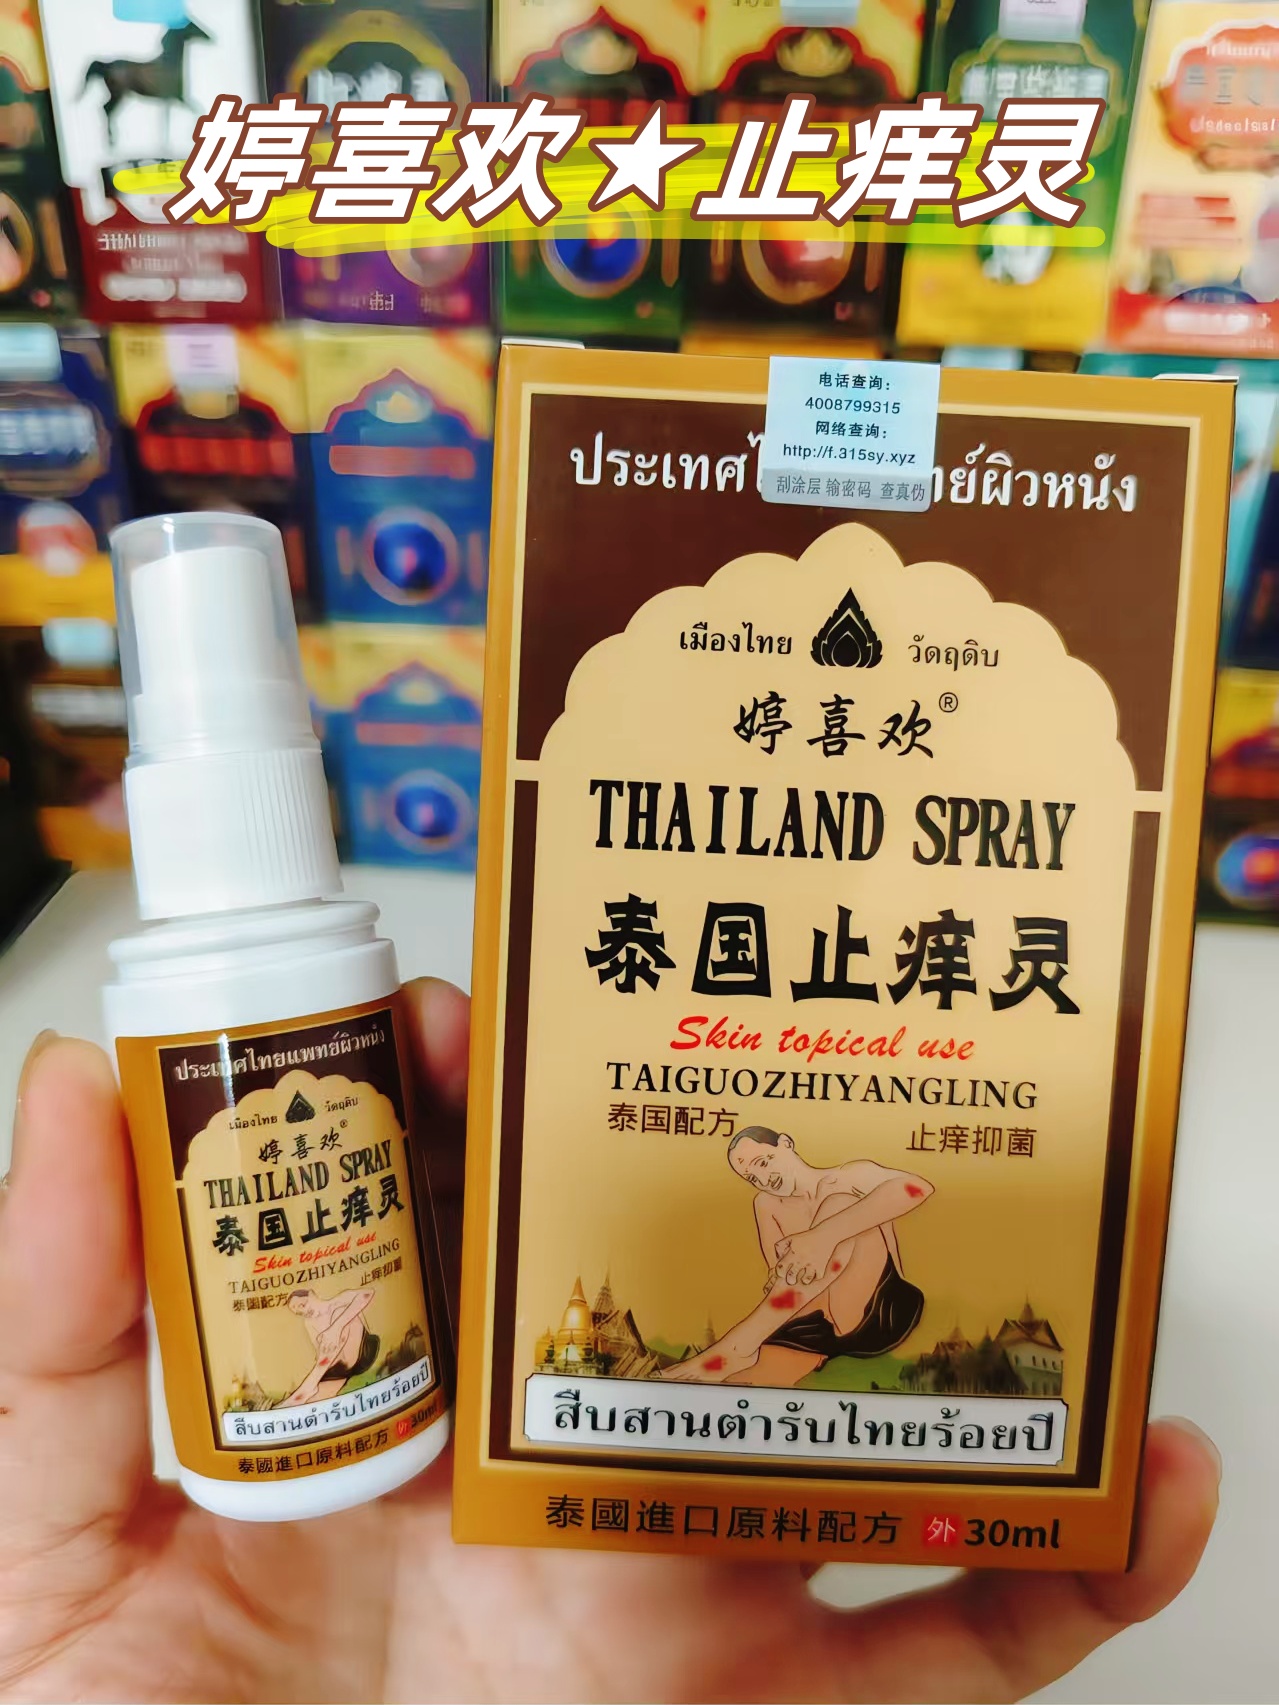 婷喜欢★止痒灵
电话查询：
4008799315
网络查询：
http://f.315sy.xyz
刮涂层 输密码 查真伪
ประเทศไ ทย์ผิวหนัง
เมืองไทย วัดฤดิบ
婷喜欢®
THAILAND SPRAY
泰国止痒灵
Skin topical use
TAIGUOZHIYANGLING
泰国配方
止痒抑菌
สืบสานตำรับไทยร้อยปี
泰國進口原料配方 外 30ml
ประเทศไทยแพทย์ผิวหนัง
เมืองไทย วัดฤดิบ
婷喜欢®
THAILAND SPRAY
泰国止痒灵
Skin topical use
TAIGUOZHIYANGLING
泰国配方 止痒抑菌
สืบสานตำรับไทยร้อยปี
泰國進口原料配方 外 30ml